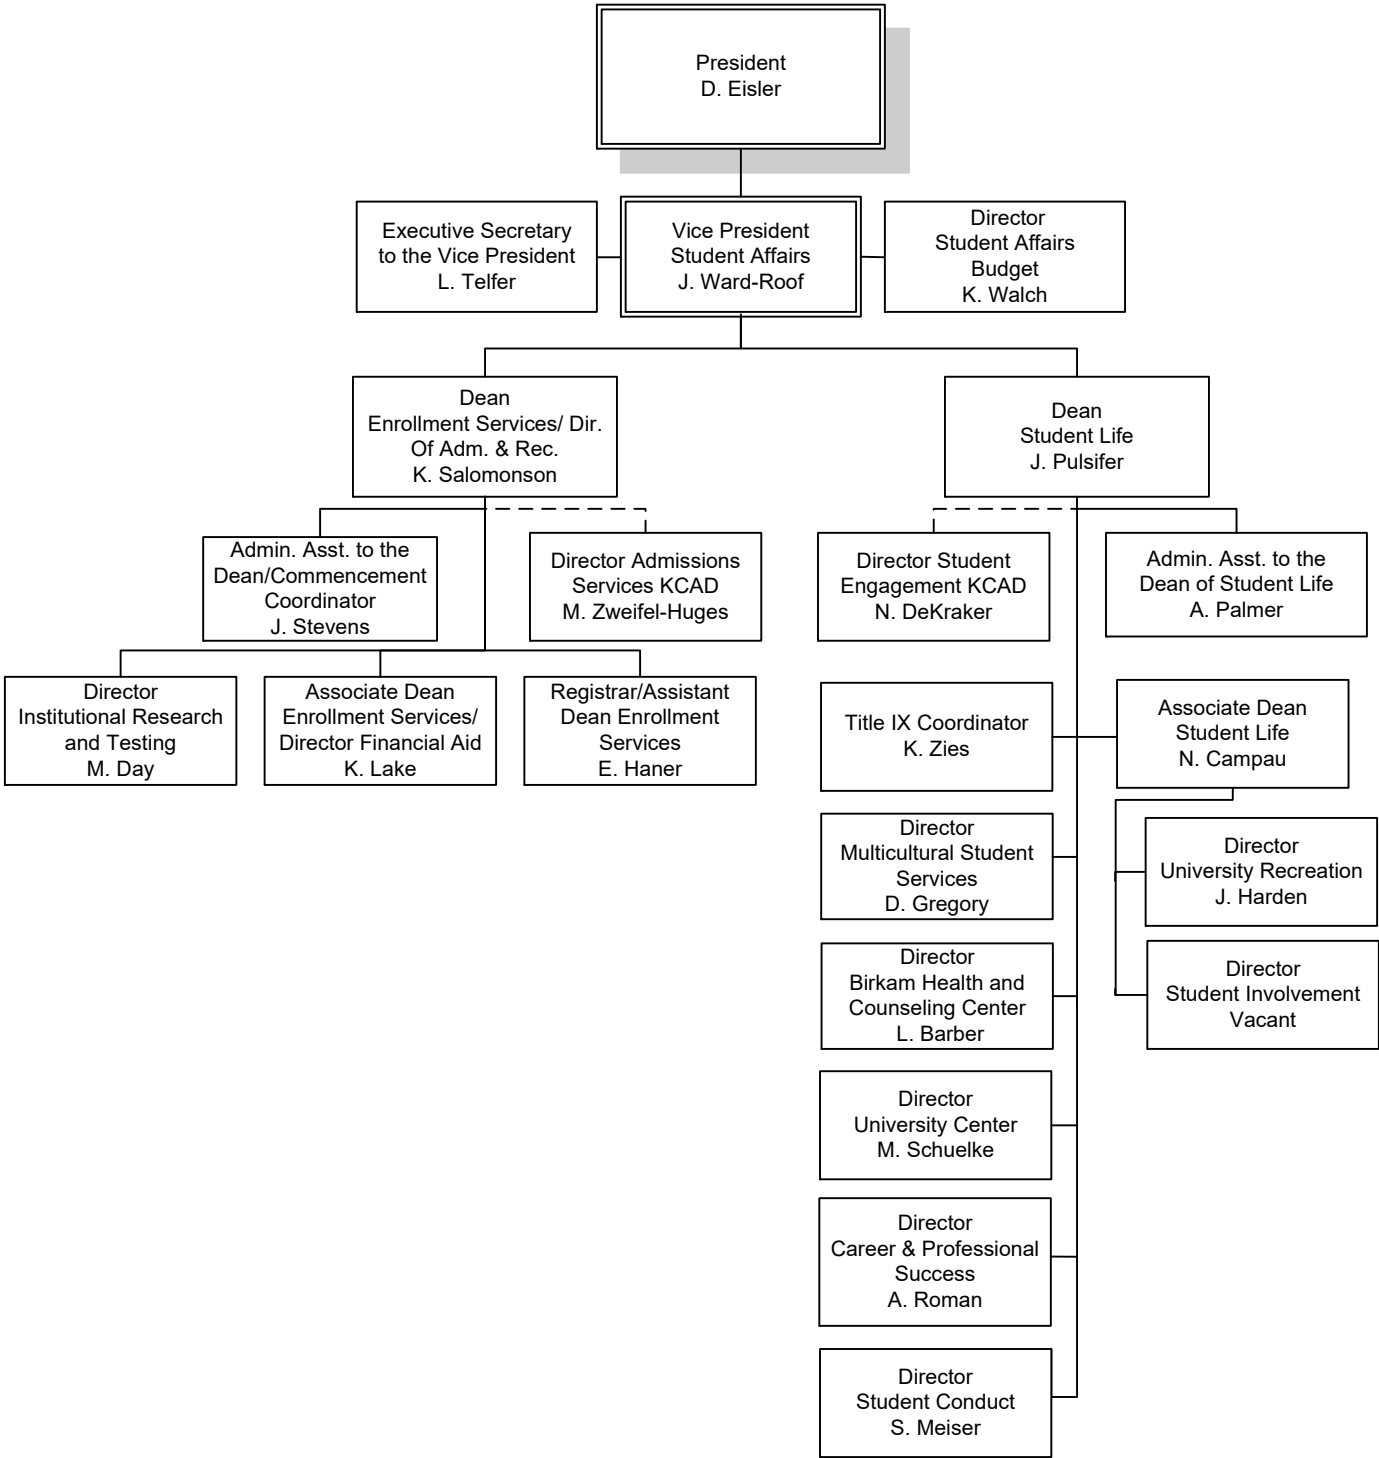 President
D. Eisler
Executive Secretary
to the Vice President
L. Telfer
Vice President
Student Affairs
J. Ward-Roof
Director
Student Affairs
Budget
K. Walch
Dean
Enrollment Services/ Dir.
Of Adm. & Rec.
K. Salomonson
Dean
Student Life
J. Pulsifer
Admin. Asst. to the
Dean/Commencement
Coordinator
J. Stevens
Director Admissions
Services KCAD
M. Zweifel-Huges
Director Student
Engagement KCAD
N. DeKraker
Admin. Asst. to the
Dean of Student Life
A. Palmer
Director
Institutional Research
and Testing
M. Day
Associate Dean
Enrollment Services/
Director Financial Aid
K. Lake
Registrar/Assistant
Dean Enrollment
Services
E. Haner
Title IX Coordinator
K. Zies
Associate Dean
Student Life
N. Campau
Director
Multicultural Student
Services
D. Gregory
Director
University Recreation
J. Harden
Director
Birkam Health and
Counseling Center
L. Barber
Director
Student Involvement
Vacant
Director
University Center
M. Schuelke
Director
Career & Professional
Success
A. Roman
Director
Student Conduct
S. Meiser